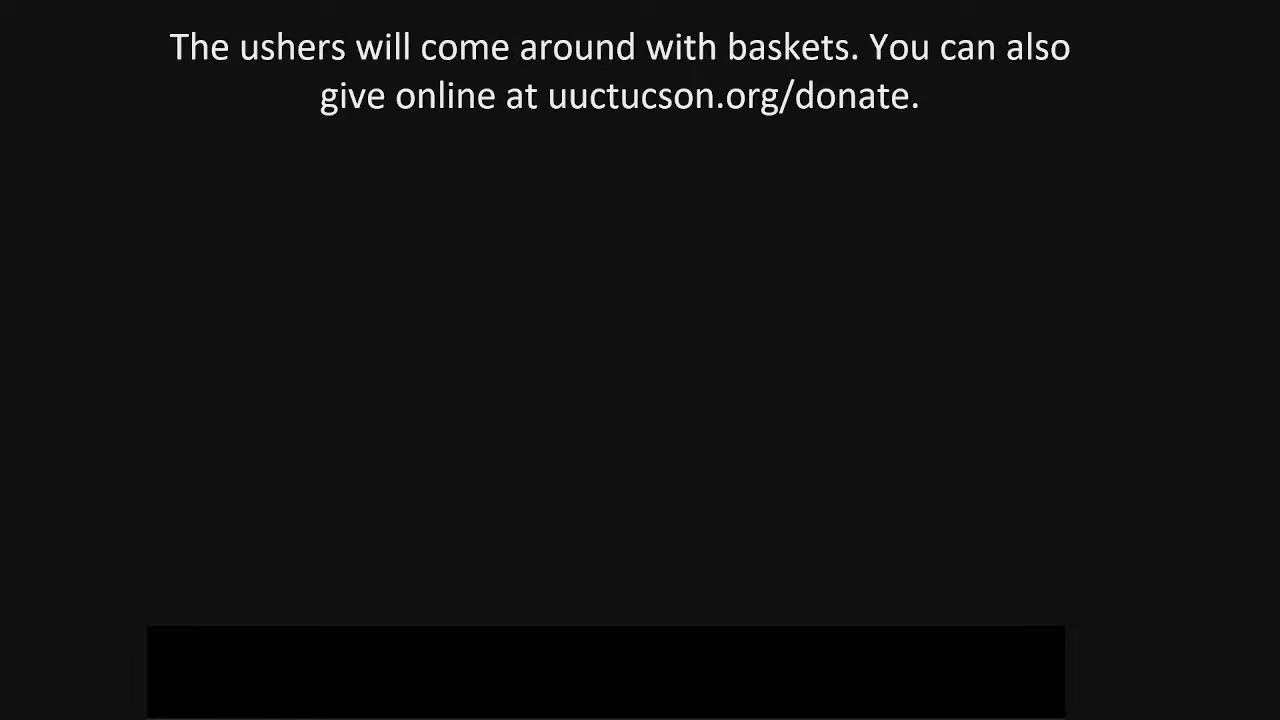 The ushers will come around with baskets. You can also
give online at uuctucson.org/donate.